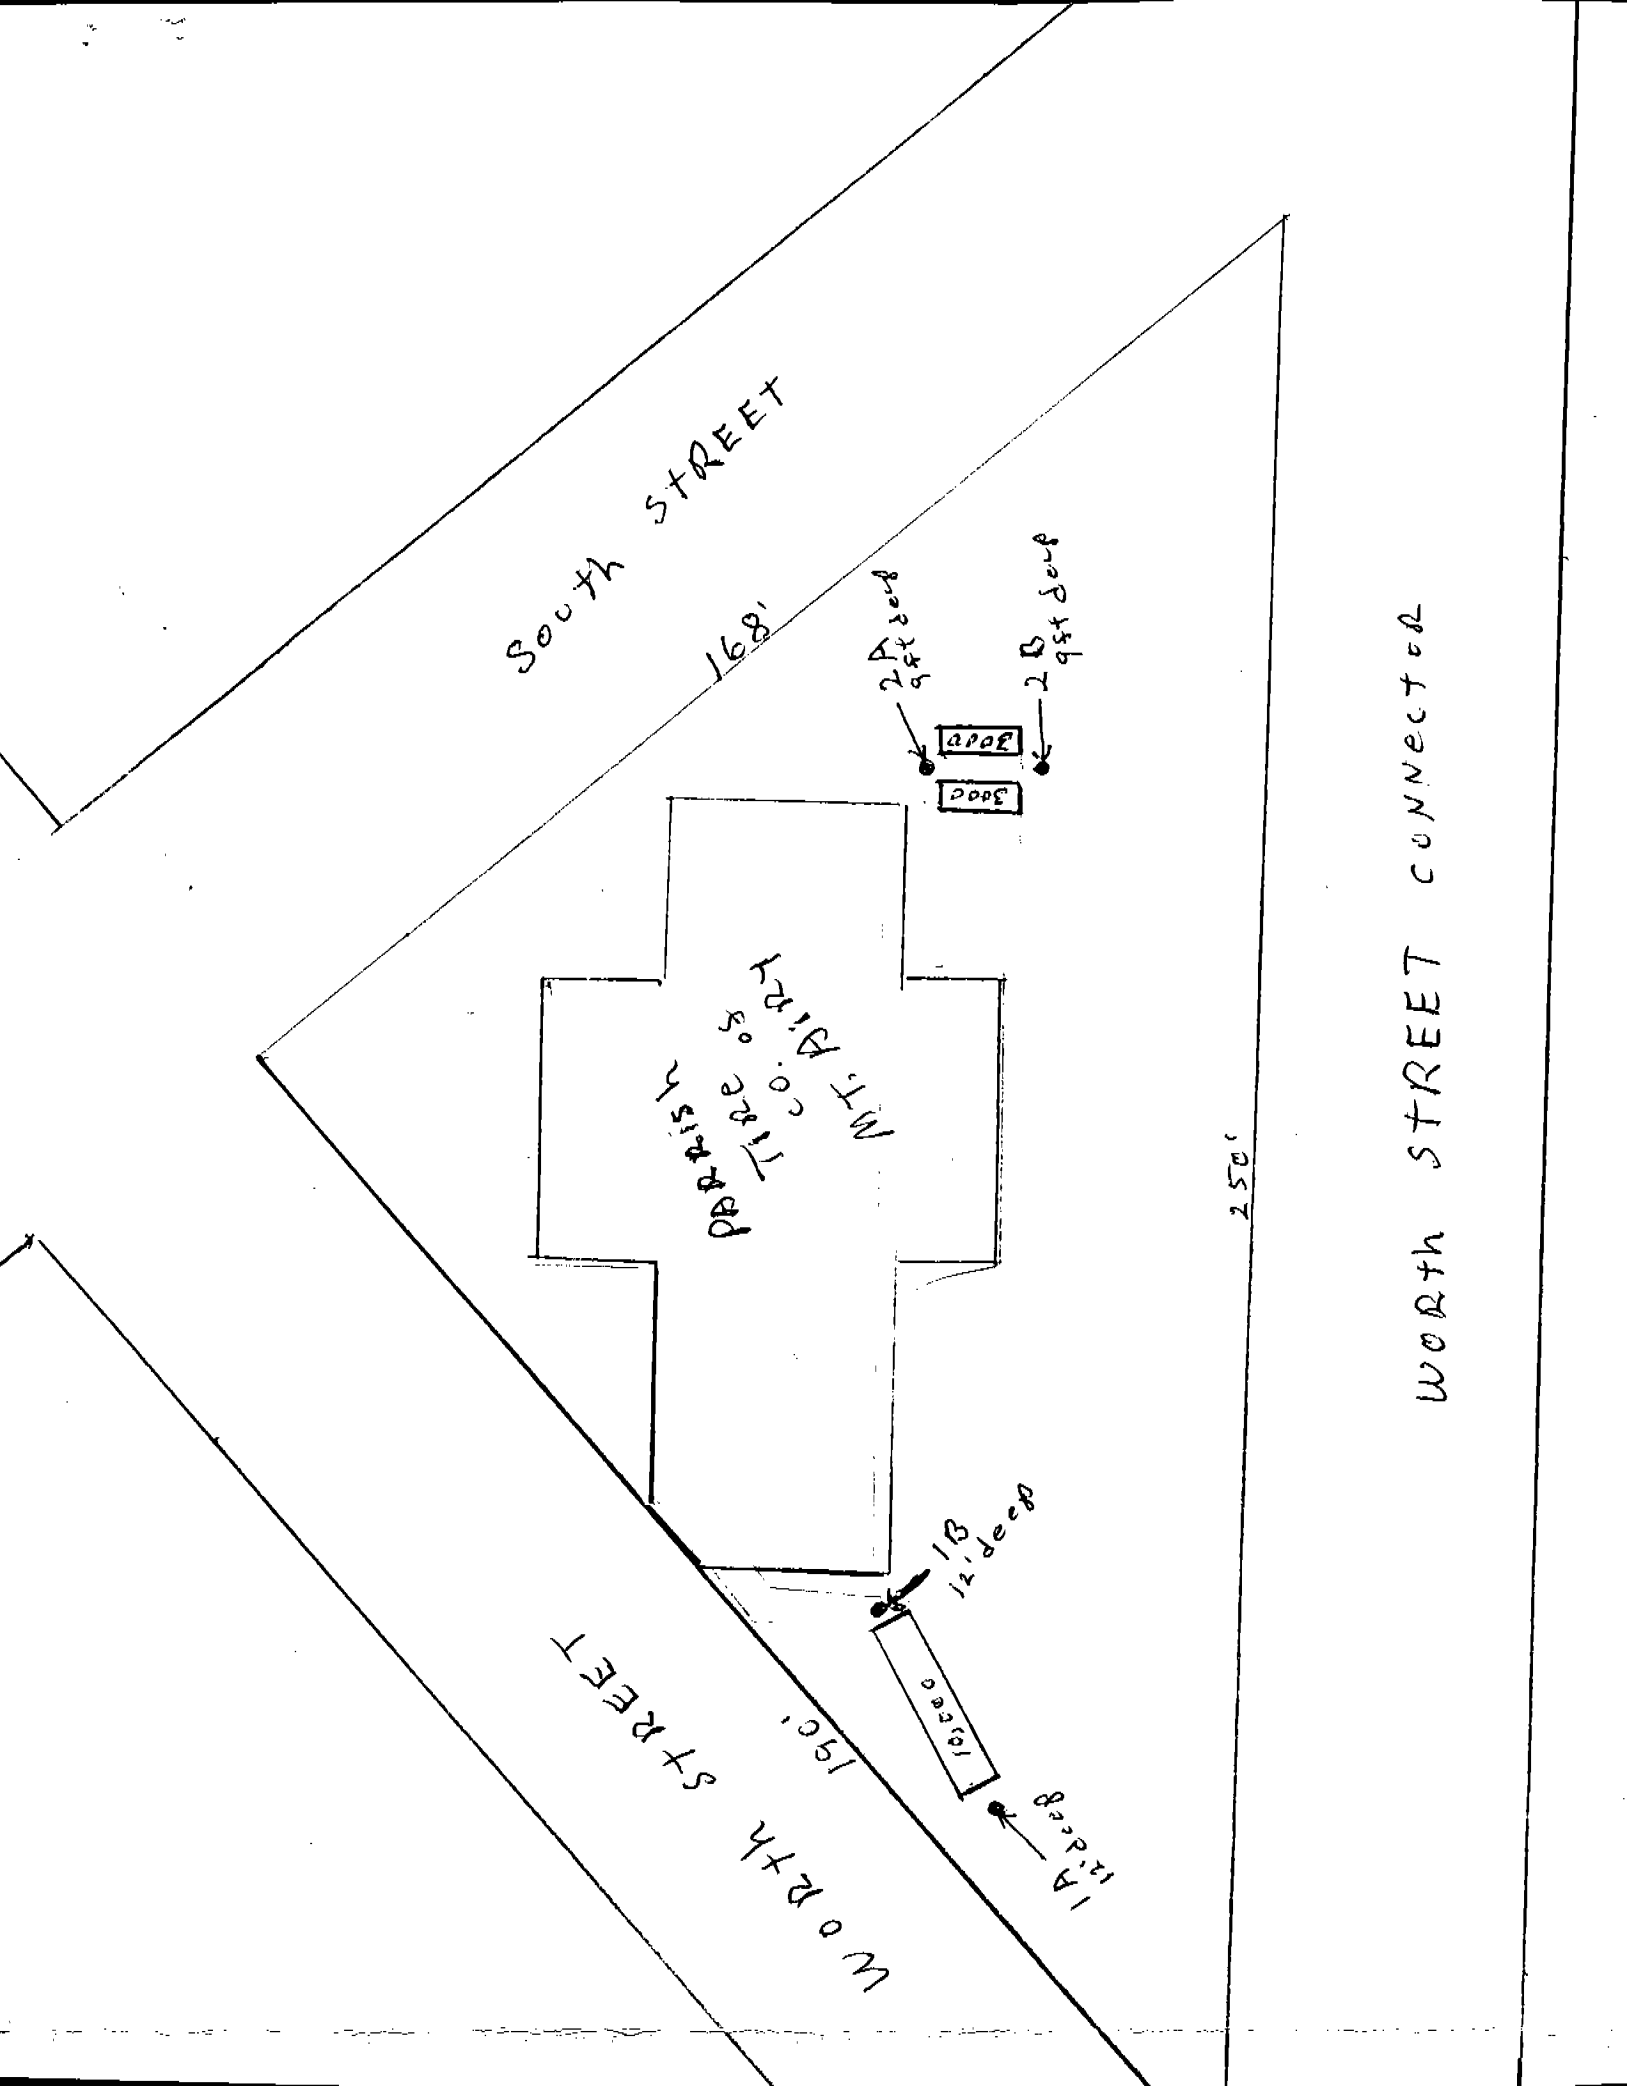 South STREET
168'
2A
9ft deep
2B
9ft deep
3000
3000
PARRISh
TiRe of
CO.
MT. AiRy
250'
WORth STREET CONNectoR
1B
12' deep
10,000
1A
12' deep
190'
WORth StREET